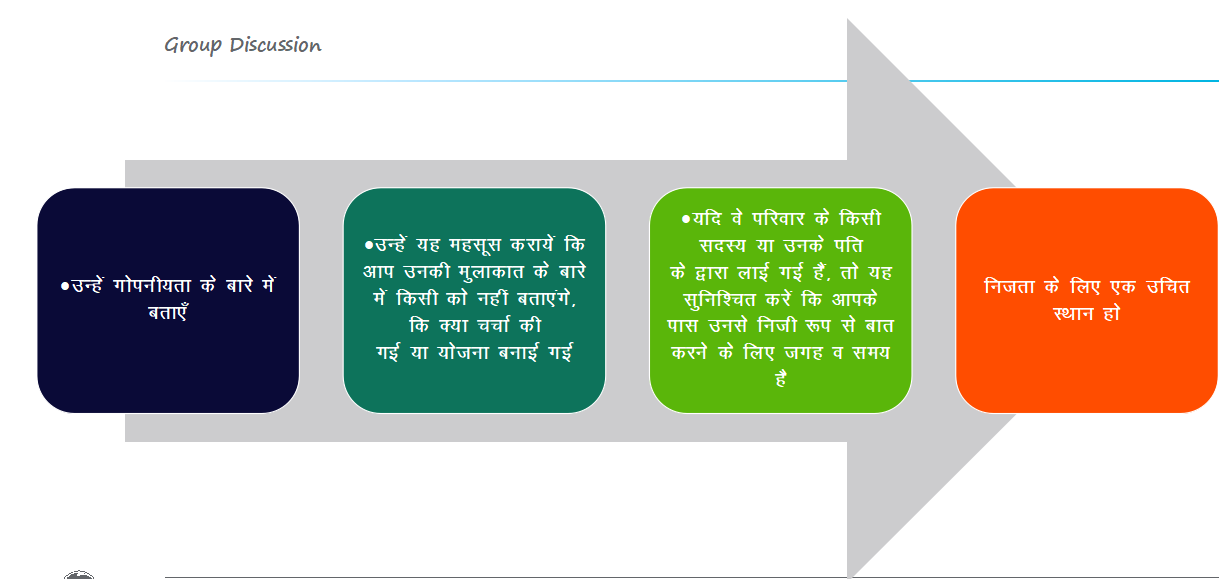 Group Discussion
•उन्हें गोपनीयता के बारे में
बताएँ
•उन्हें यह महसूस करायें कि
आप उनकी मुलाकात के बारे
में किसी को नहीं बताएंगे,
कि क्या चर्चा की
गई या योजना बनाई गई
•यदि वे परिवार के किसी
सदस्य या उनके पति
के द्वारा लाई गई हैं, तो यह
सुनिश्चित करें कि आपके
पास उनसे निजी रूप से बात
करने के लिए जगह व समय
है
निजता के लिए एक उचित
स्थान हो